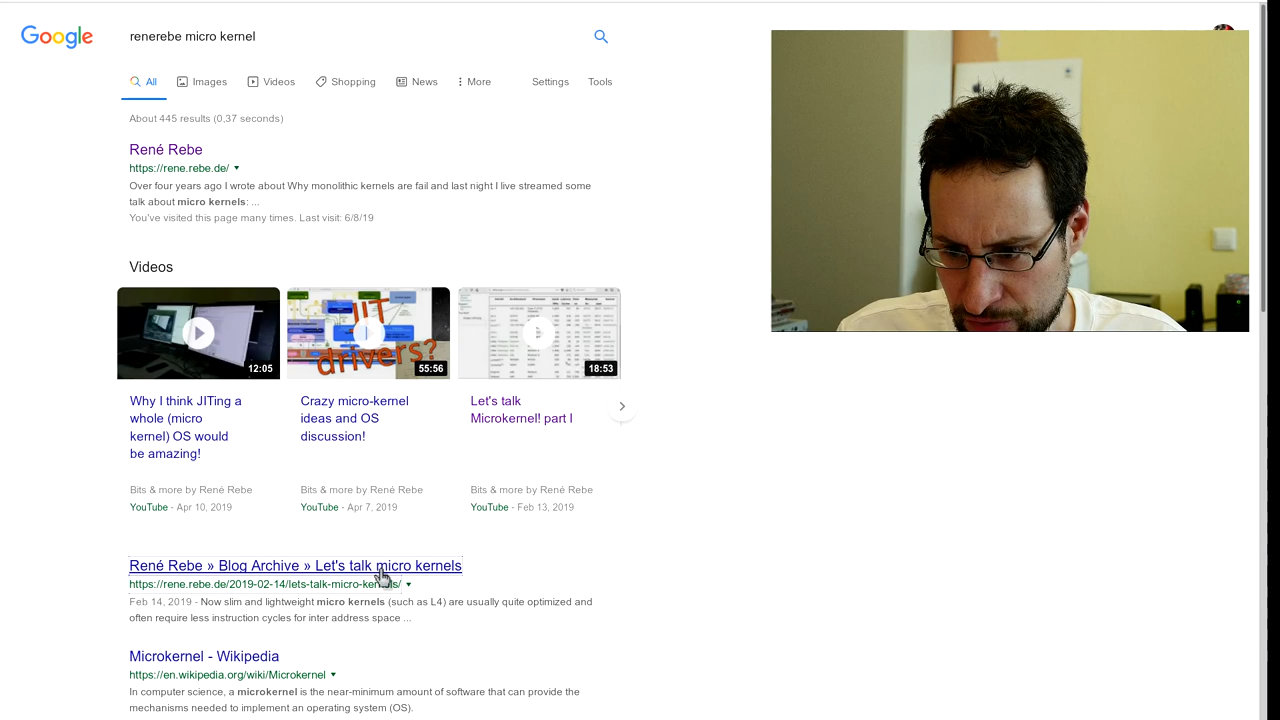 Google
renerebe micro kernel
All Images Videos Shopping News More Settings Tools
About 445 results (0,37 seconds)
René Rebe
https://rene.rebe.de/
Over four years ago I wrote about Why monolithic kernels are fail and last night I live streamed some
talk about micro kernels: ...
You've visited this page many times. Last visit: 6/8/19
Videos
12:05
JIT
drivers?
55:56
18:53
Why I think JITing a
whole (micro
kernel) OS would
be amazing!
Bits & more by René Rebe
YouTube - Apr 10, 2019
Crazy micro-kernel
ideas and OS
discussion!
Bits & more by René Rebe
YouTube - Apr 7, 2019
Let's talk
Microkernel! part I
Bits & more by René Rebe
YouTube - Feb 13, 2019
René Rebe » Blog Archive » Let's talk micro kernels
https://rene.rebe.de/2019-02-14/lets-talk-micro-kernels/
Feb 14, 2019 - Now slim and lightweight micro kernels (such as L4) are usually quite optimized and
often require less instruction cycles for inter address space ...
Microkernel - Wikipedia
https://en.wikipedia.org/wiki/Microkernel
In computer science, a microkernel is the near-minimum amount of software that can provide the
mechanisms needed to implement an operating system (OS).